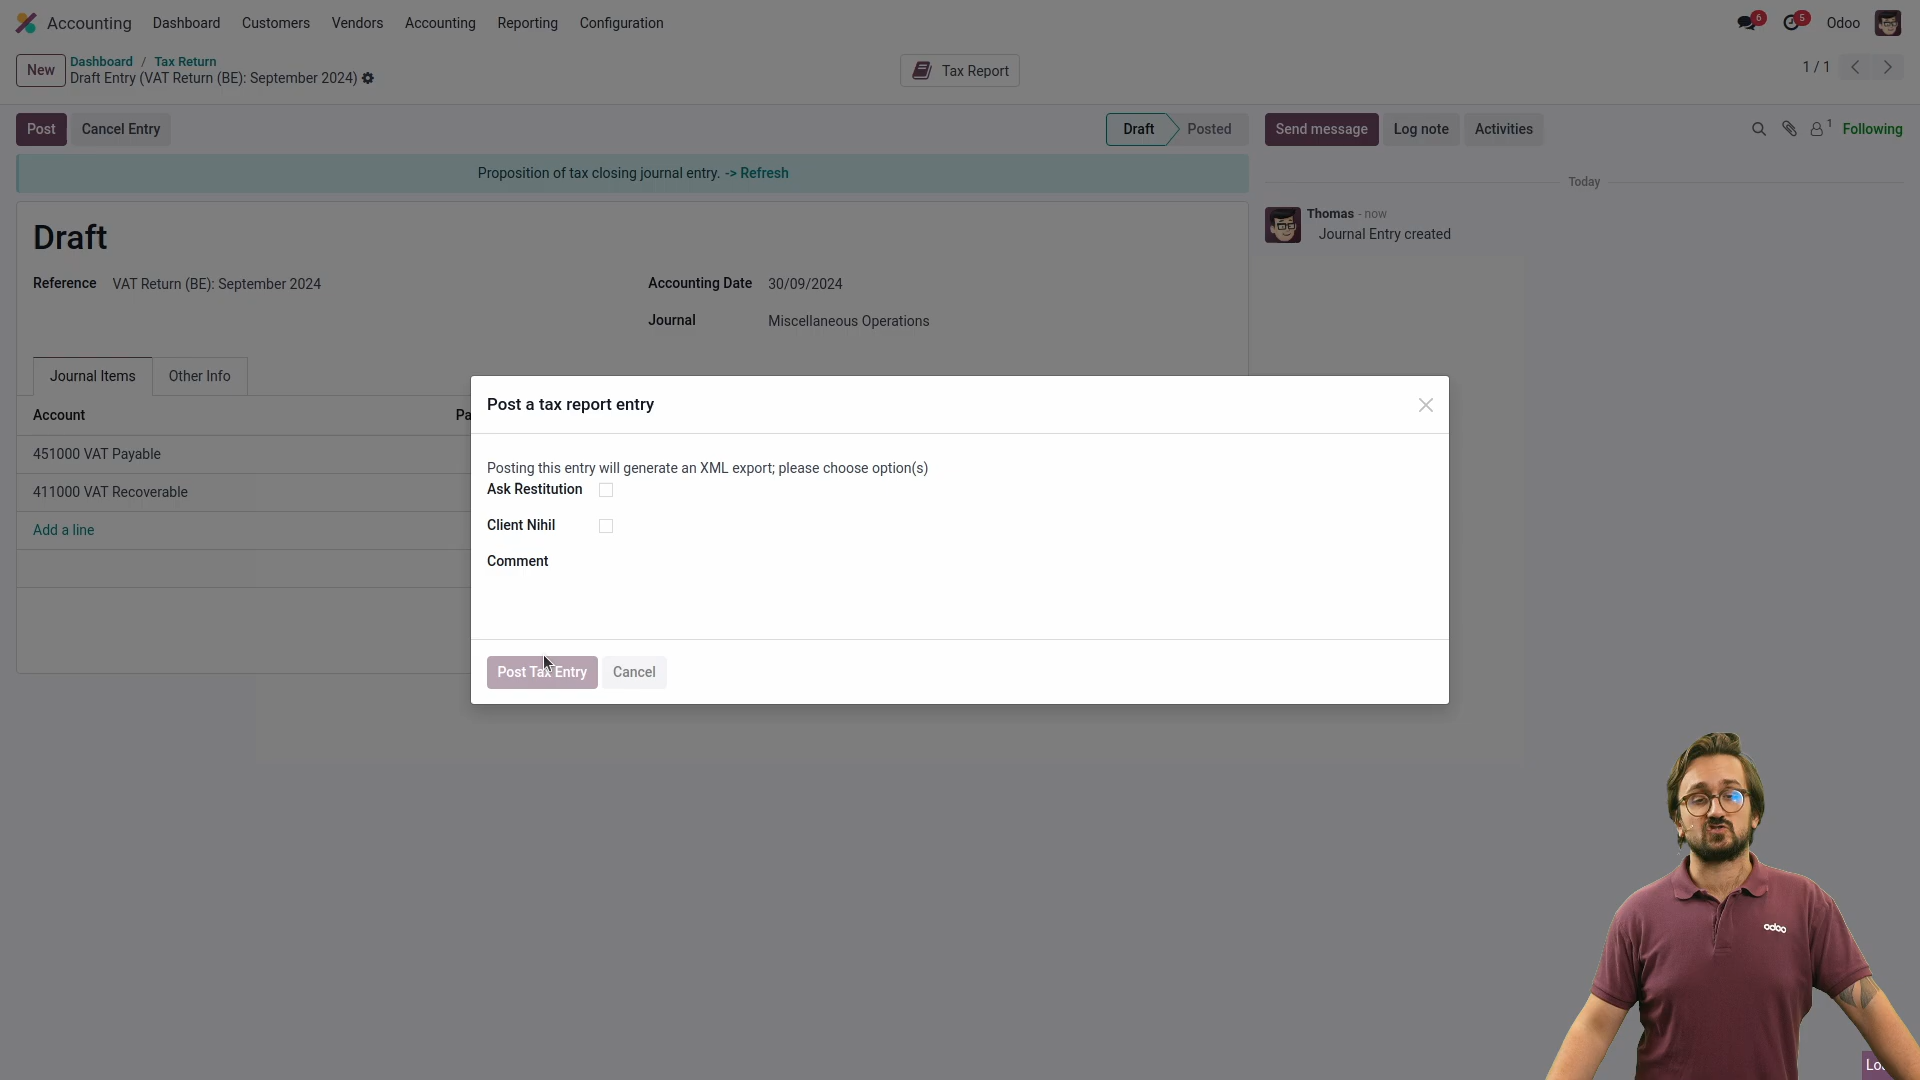 Accounting Dashboard Customers Vendors Accounting Reporting Configuration 6 5 Odoo
New Dashboard / Tax Return
Draft Entry (VAT Return (BE): September 2024)
Tax Report
1 / 1
Post Cancel Entry Draft Posted Send message Log note Activities 1 Following
Proposition of tax closing journal entry. -> Refresh
Today
Draft
Thomas - now
Journal Entry created
Reference VAT Return (BE): September 2024
Accounting Date 30/09/2024
Journal Miscellaneous Operations
Journal Items Other Info
Account
451000 VAT Payable
411000 VAT Recoverable
Add a line
Post a tax report entry
Posting this entry will generate an XML export; please choose option(s)
Ask Restitution
Client Nihil
Comment
Post Tax Entry Cancel
odoo